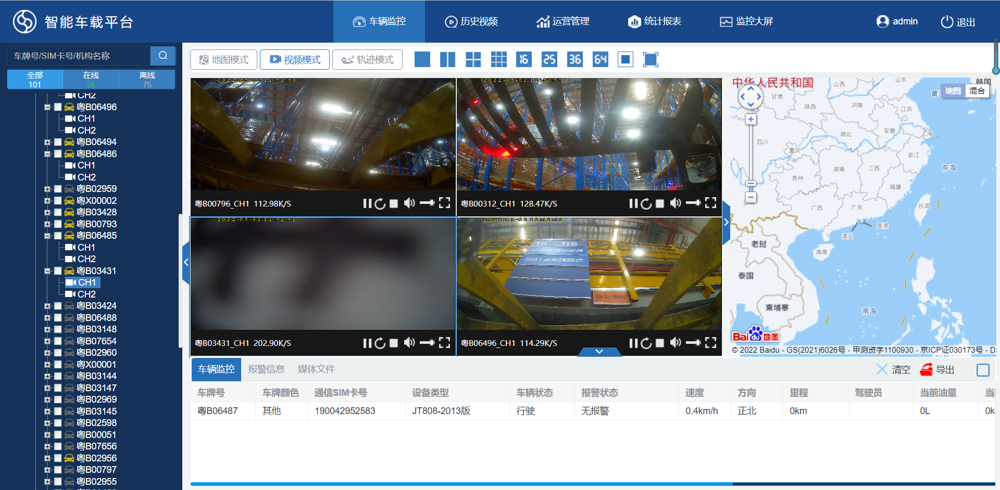 智能车载平台
车辆监控
历史视频
运营管理
统计报表
监控大屏
admin
退出
车牌号/SIM卡号/机构名称
全部
101
在线
26
离线
75
CH2
粤B06496
CH1
CH2
粤B06494
粤B06486
CH1
CH2
粤B02959
粤X00002
粤B03428
粤B00793
粤B06485
CH1
CH2
粤B03431
CH1
CH2
粤B03424
粤B06488
粤B03148
粤B07654
粤B02960
粤X00001
粤B03144
粤B03147
粤B02969
粤B03145
粤B02598
粤B00051
粤B07656
粤B02956
粤B00797
粤B02955
地图模式
视频模式
轨迹模式
16
25
36
64
2022-03-02 11:42:40
粤B00796_CH1 112.98K/S
2022-03-02 11:42:39
粤B00312_CH1 128.47K/S
2022-03-02 11:42:41
粤B03431_CH1 202.90K/S
2022-03-02 11:42:40
16 116
粤B06496_CH1 114.29K/S
中华人民共和国
山西
山东
韩国
地图
混合
甘肃
陕西
河南
江苏
安徽
上海
四川
湖北
重庆
浙江
东海
湖南
江西
贵州
福建
云南
广西
广东
台湾
香港
澳门
老挝
海南
泰国
柬埔寨
南海
Bai du 地图
© 2022 Baidu - GS(2021)6026号 - 甲测资字1100930 - 京ICP证030173号 - D
车辆监控
报警信息
媒体文件
清空
导出
车牌号 车牌颜色 通信SIM卡号 设备类型 车辆状态 报警状态 速度 方向 里程 驾驶员 当前油量
粤B06487 其他 190042952583 JT808-2013版 行驶 无报警 0.4km/h 正北 0km 0L